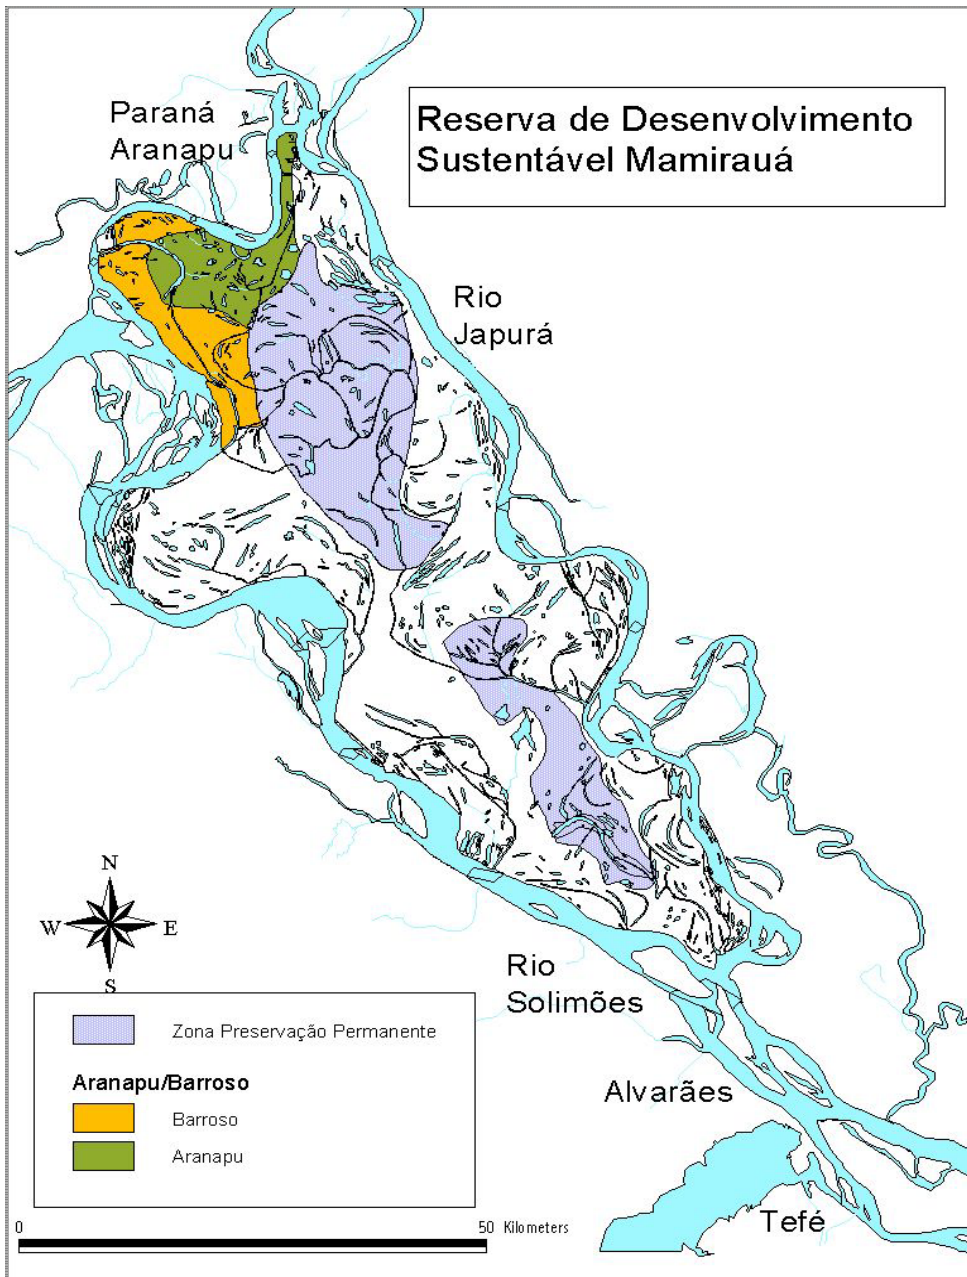 Paraná
Aranapu
Reserva de Desenvolvimento
Sustentável Mamirauá
Rio
Japurá
N
W
E
S
Rio
Solimões
Zona Preservação Permanente
Aranapu/Barroso
Barroso
Aranapu
Alvarães
Tefé
0
50 Kilometers